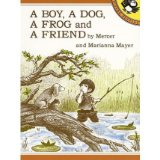 A BOY, A DOG,
A FROG and
A FRIEND by Mercer
and Marianna Mayer